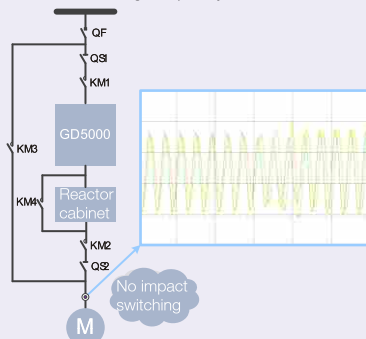 QF
QS1
KM1
GD5000
KM3
Reactor
cabinet
KM4
KM2
QS2
No impact
switching
M